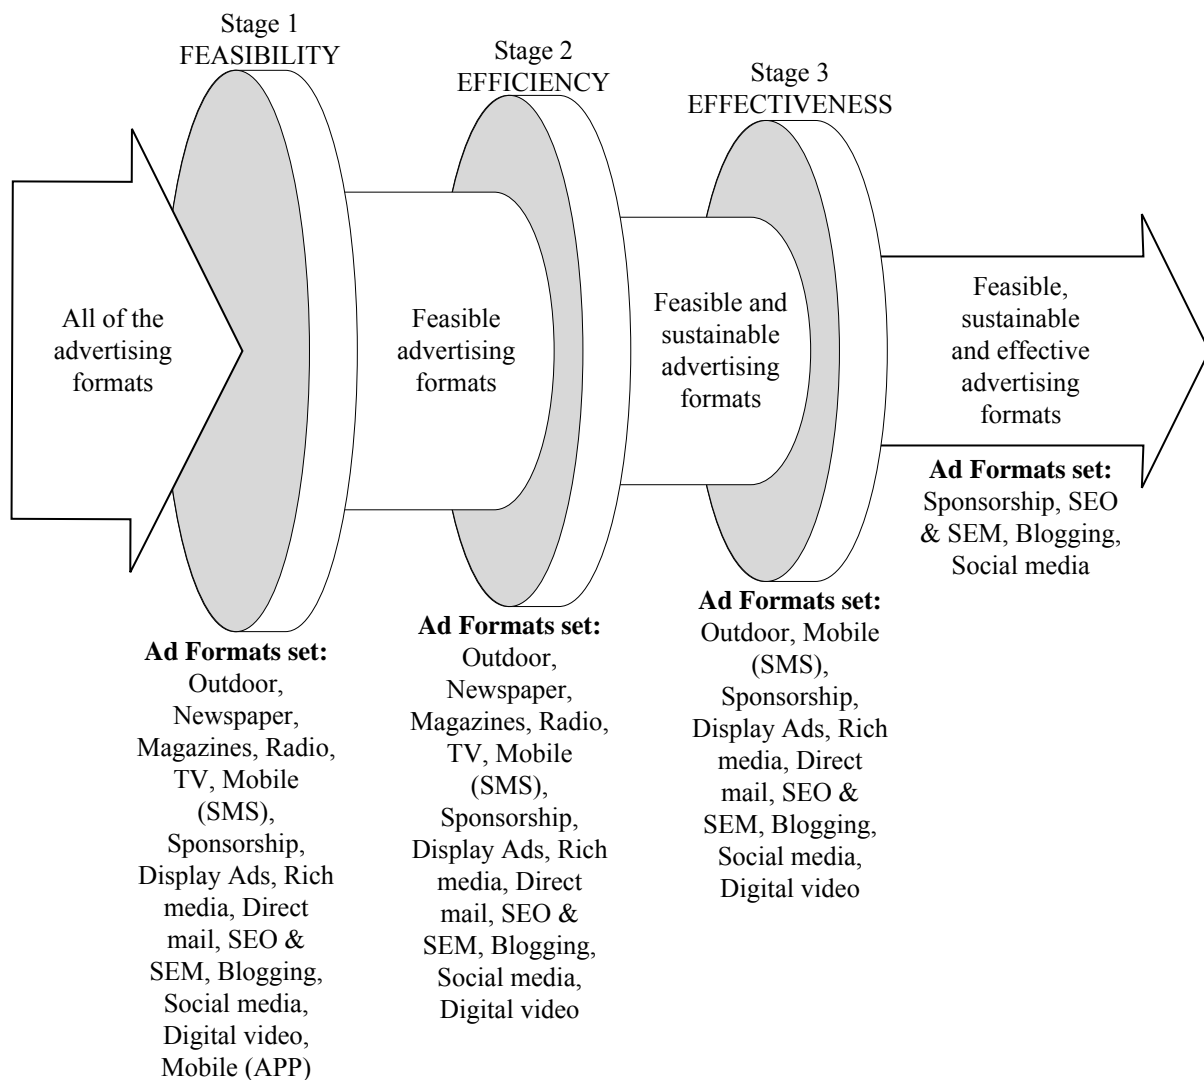 Stage 1
FEASIBILITY
Stage 2
EFFICIENCY
Stage 3
EFFECTIVENESS
All of the
advertising
formats
Feasible
advertising
formats
Feasible and
sustainable
advertising
formats
Feasible,
sustainable
and effective
advertising
formats
Ad Formats set:
Outdoor,
Newspaper,
Magazines, Radio,
TV, Mobile
(SMS),
Sponsorship,
Display Ads, Rich
media, Direct
mail, SEO &
SEM, Blogging,
Social media,
Digital video,
Mobile (APP)
Ad Formats set:
Outdoor,
Newspaper,
Magazines, Radio,
TV, Mobile
(SMS),
Sponsorship,
Display Ads, Rich
media, Direct
mail, SEO &
SEM, Blogging,
Social media,
Digital video
Ad Formats set:
Outdoor, Mobile
(SMS),
Sponsorship,
Display Ads, Rich
media, Direct
mail, SEO &
SEM, Blogging,
Social media,
Digital video
Ad Formats set:
Sponsorship, SEO
& SEM, Blogging,
Social media